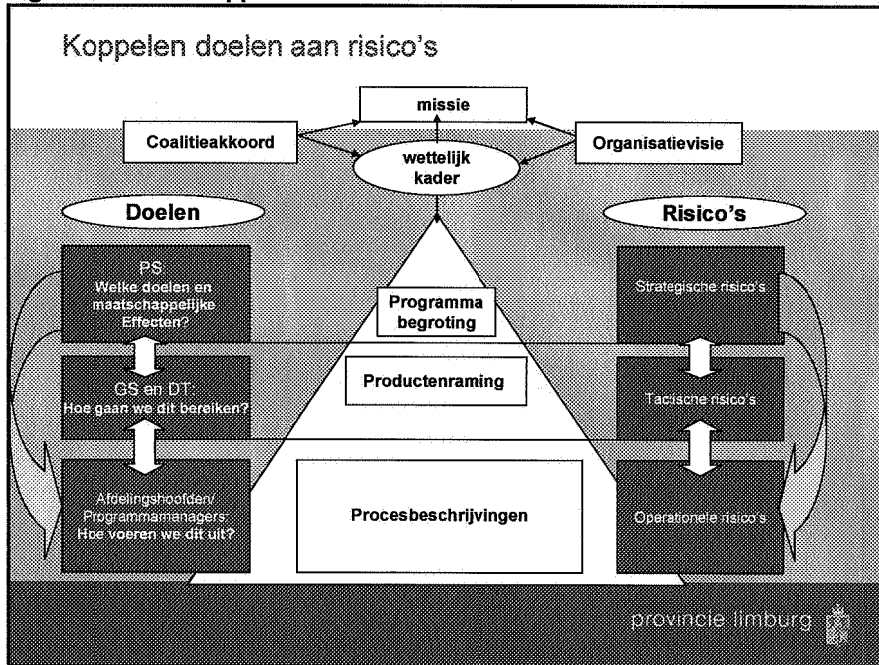 Koppelen doelen aan risico's
missie
Coalitieakkoord
Organisatievisie
wettelijk
kader
Doelen
Risico's
PS
Welke doelen en
maatschappelijke
Effecten?
Programma
begroting
Strategische risico's
GS en DT:
Hoe gaan we dit bereiken?
Productenraming
Tactische risico's
Afdelingshoofden/
Programmamanagers:
Hoe voeren we dit uit?
Procesbeschrijvingen
Operationele risico's
provincie limburg